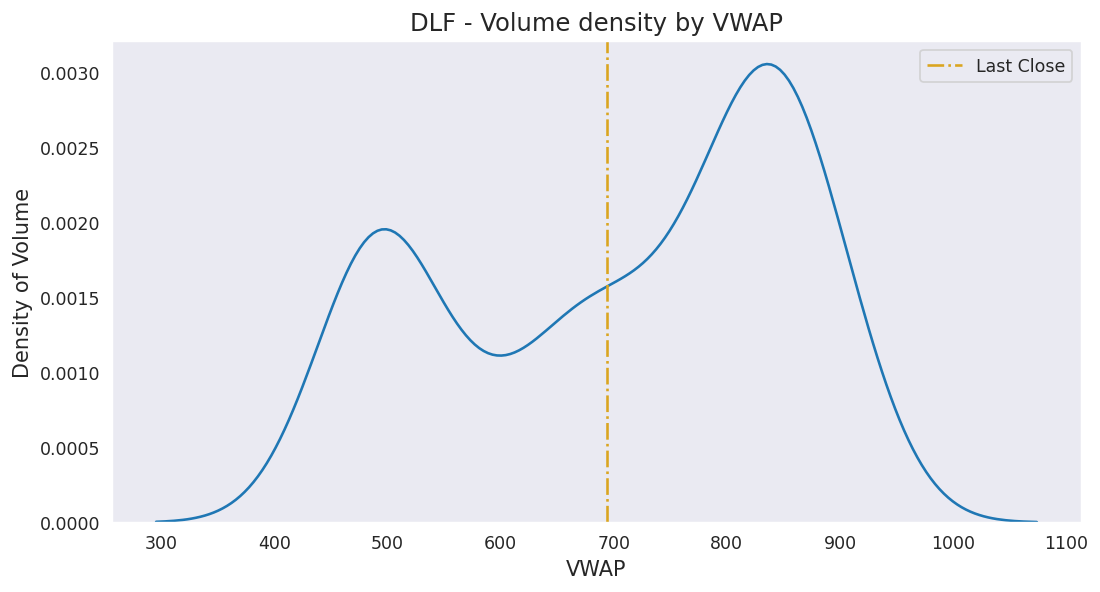 DLF - Volume density by VWAP
Last Close
Density of Volume
0.0030
0.0025
0.0020
0.0015
0.0010
0.0005
0.0000
300 400 500 600 700 800 900 1000 1100
VWAP